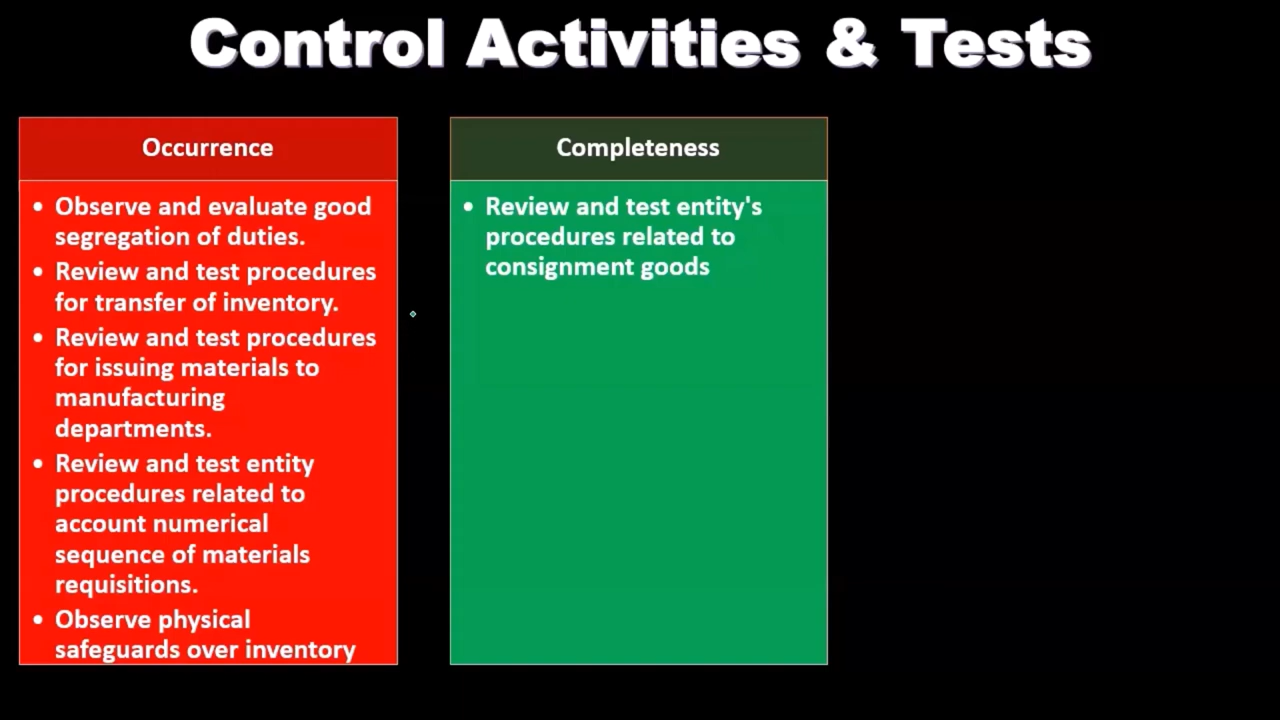 Control Activities & Tests
Occurrence
• Observe and evaluate good
segregation of duties.
• Review and test procedures
for transfer of inventory.
• Review and test procedures
for issuing materials to
manufacturing
departments.
• Review and test entity
procedures related to
account numerical
sequence of materials
requisitions.
• Observe physical
safeguards over inventory
Completeness
• Review and test entity's
procedures related to
consignment goods